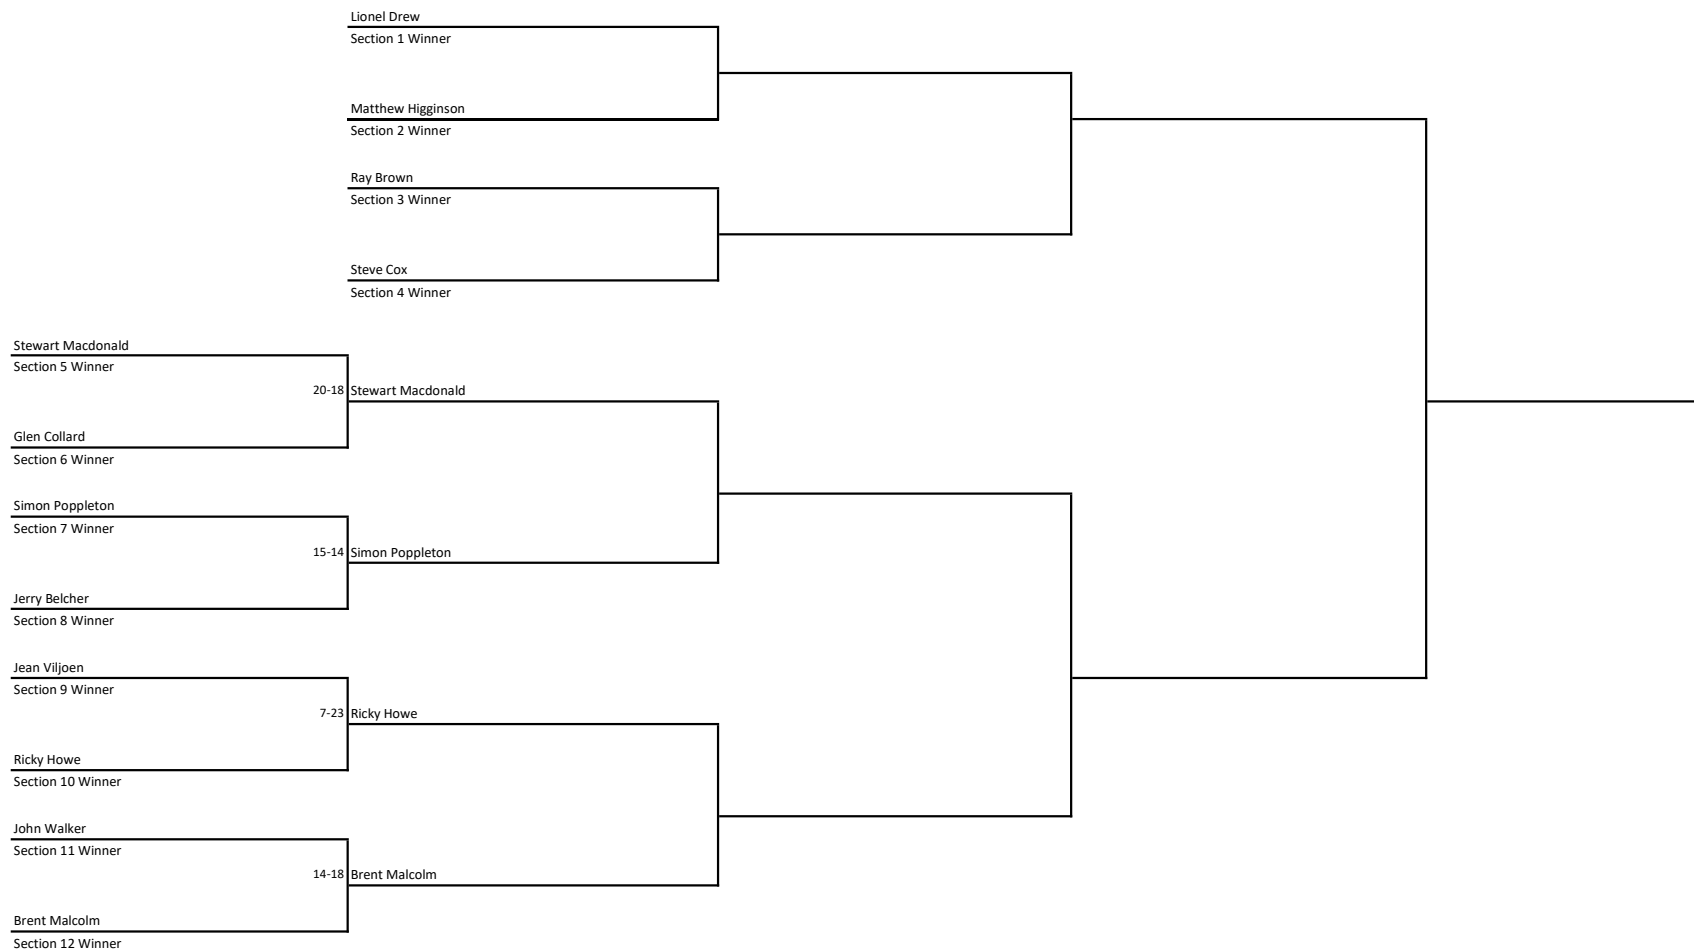 Lionel Drew
Section 1 Winner
Matthew Higginson
Section 2 Winner
Ray Brown
Section 3 Winner
Steve Cox
Section 4 Winner
Stewart Macdonald
Section 5 Winner
20-18 Stewart Macdonald
Glen Collard
Section 6 Winner
Simon Poppleton
Section 7 Winner
15-14 Simon Poppleton
Jerry Belcher
Section 8 Winner
Jean Viljoen
Section 9 Winner
7-23 Ricky Howe
Ricky Howe
Section 10 Winner
John Walker
Section 11 Winner
14-18 Brent Malcolm
Brent Malcolm
Section 12 Winner